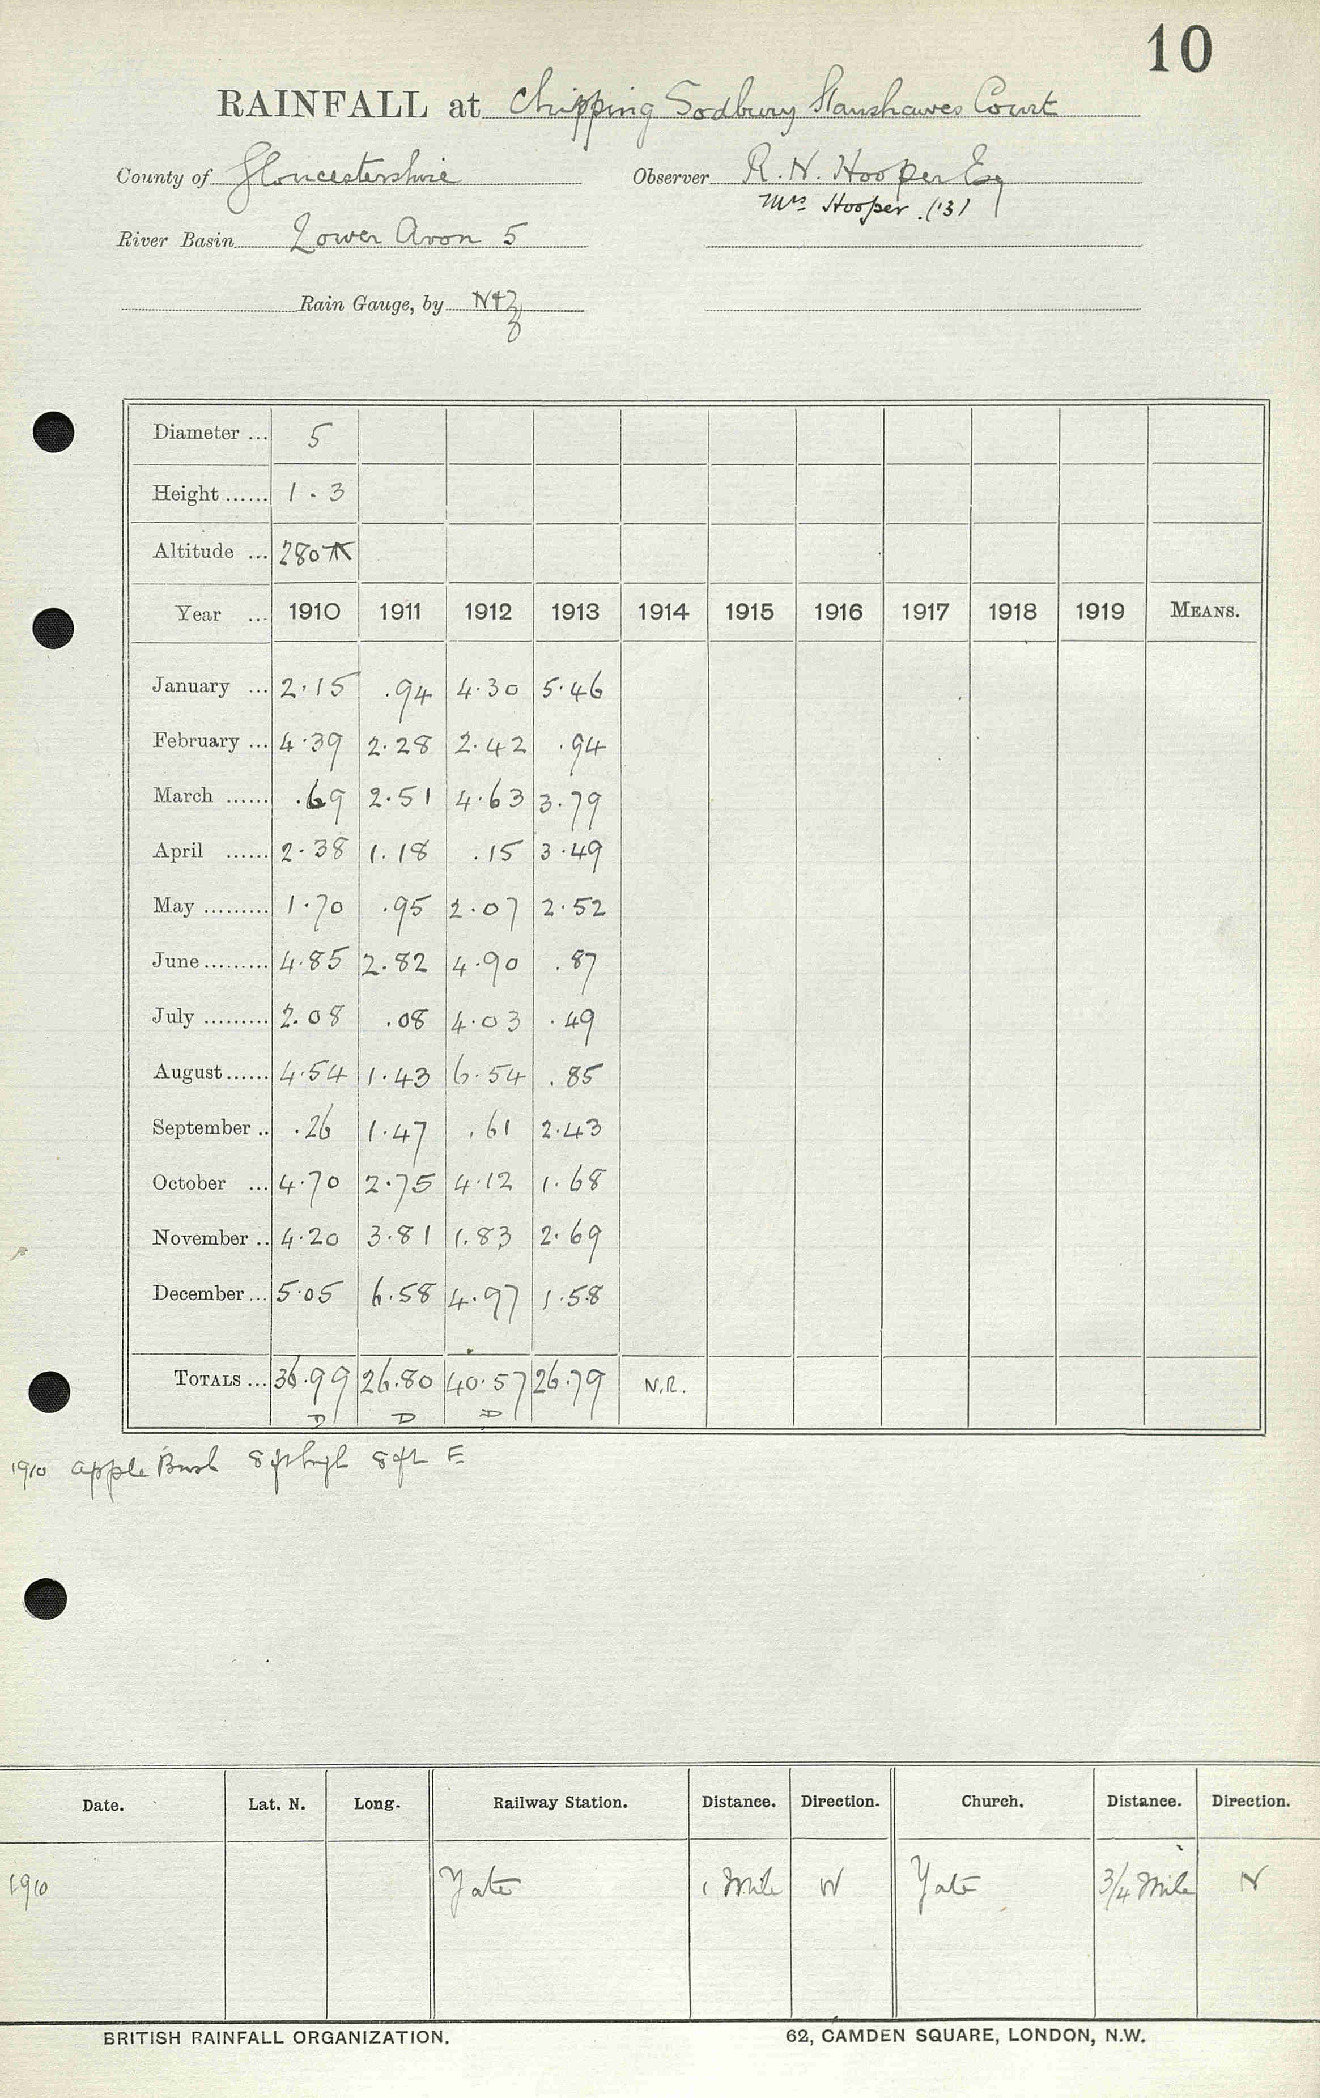 10
RAINFALL at Chipping Sodbury Stanshawes Court
County of Gloucestershire Observer R. N. Hooper Esq
Mrs Hooper (13)
River Basin Lower Avon 5
Rain Gauge, by N+Z
Diameter ... 5
Height ...... 1.3
Altitude ... 280
Year ... 1910 1911 1912 1913 1914 1915 1916 1917 1918 1919 MEANS.
January ... 2.15 .94 4.30 5.46
February ... 4.39 2.28 2.42 .94
March ...... .69 2.51 4.63 3.79
April ...... 2.38 1.18 .15 3.49
May ......... 1.70 .95 2.07 2.52
June ......... 4.85 2.82 4.90 .87
July ......... 2.08 .08 4.03 .49
August ...... 4.54 1.43 6.54 .85
September .. .26 1.47 .61 2.43
October ... 4.70 2.75 4.12 1.68
November .. 4.20 3.81 1.83 2.69
December ... 5.05 6.58 4.97 1.58
TOTALS ... 36.99 26.80 40.57 26.79 N.R.
D D D
1910 Apple Bush 8 ft high 8 ft E
Date. Lat. N. Long. Railway Station. Distance. Direction. Church. Distance. Direction.
1910 Yate 1 Mile W Yate 3/4 Mile N
BRITISH RAINFALL ORGANIZATION. 62, CAMDEN SQUARE, LONDON, N.W.